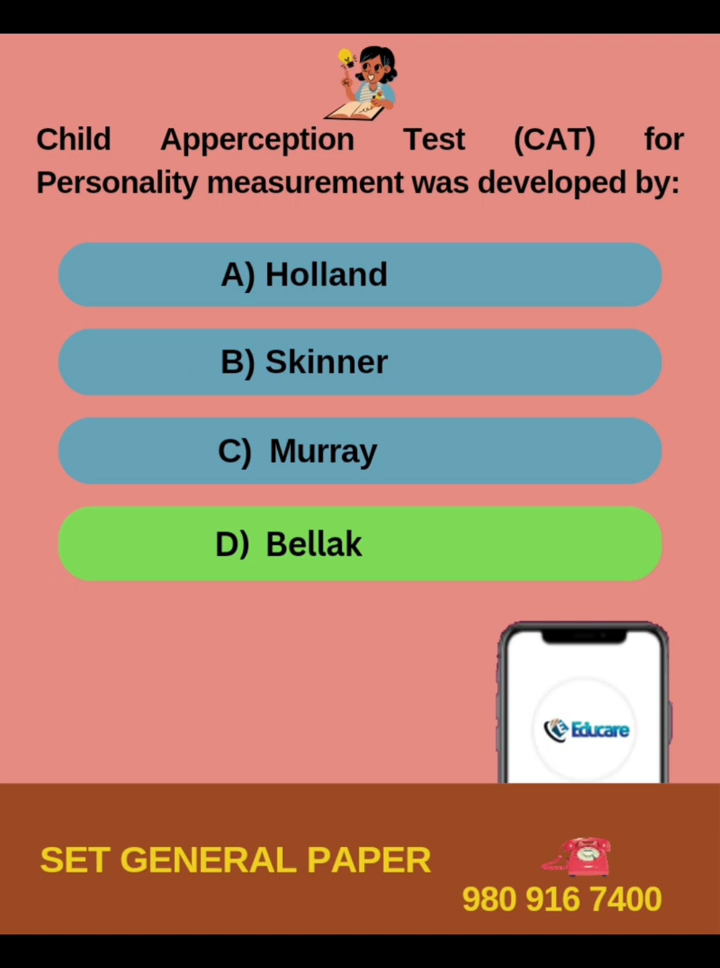 Child Apperception Test (CAT) for
Personality measurement was developed by:
A) Holland
B) Skinner
C) Murray
D) Bellak
Educare
SET GENERAL PAPER
980 916 7400